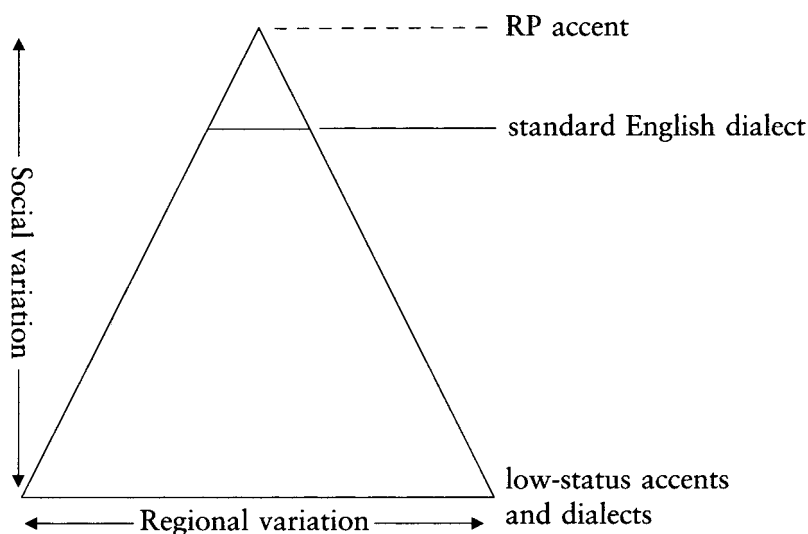 RP accent
standard English dialect
Social variation
low-status accents
and dialects
Regional variation